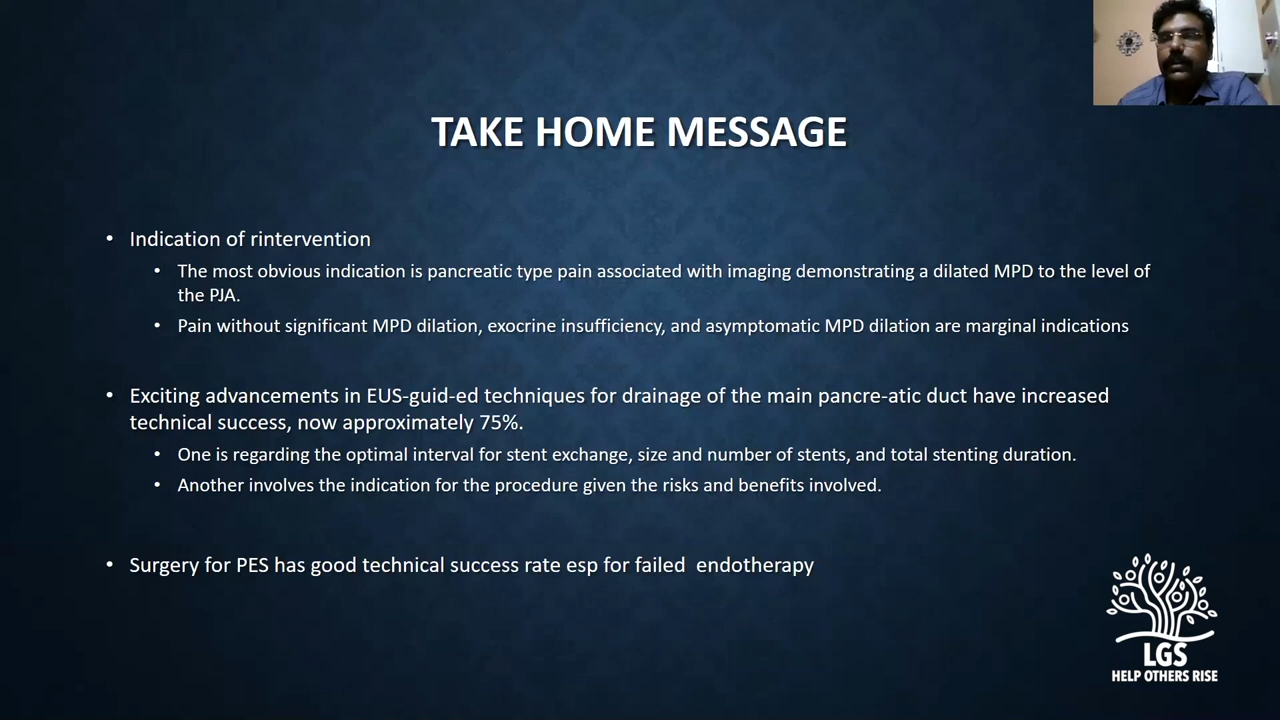 TAKE HOME MESSAGE
• Indication of rintervention
• The most obvious indication is pancreatic type pain associated with imaging demonstrating a dilated MPD to the level of
the PJA.
• Pain without significant MPD dilation, exocrine insufficiency, and asymptomatic MPD dilation are marginal indications
• Exciting advancements in EUS-guid-ed techniques for drainage of the main pancre-atic duct have increased
technical success, now approximately 75%.
• One is regarding the optimal interval for stent exchange, size and number of stents, and total stenting duration.
• Another involves the indication for the procedure given the risks and benefits involved.
• Surgery for PES has good technical success rate esp for failed  endotherapy
LGS
HELP OTHERS RISE